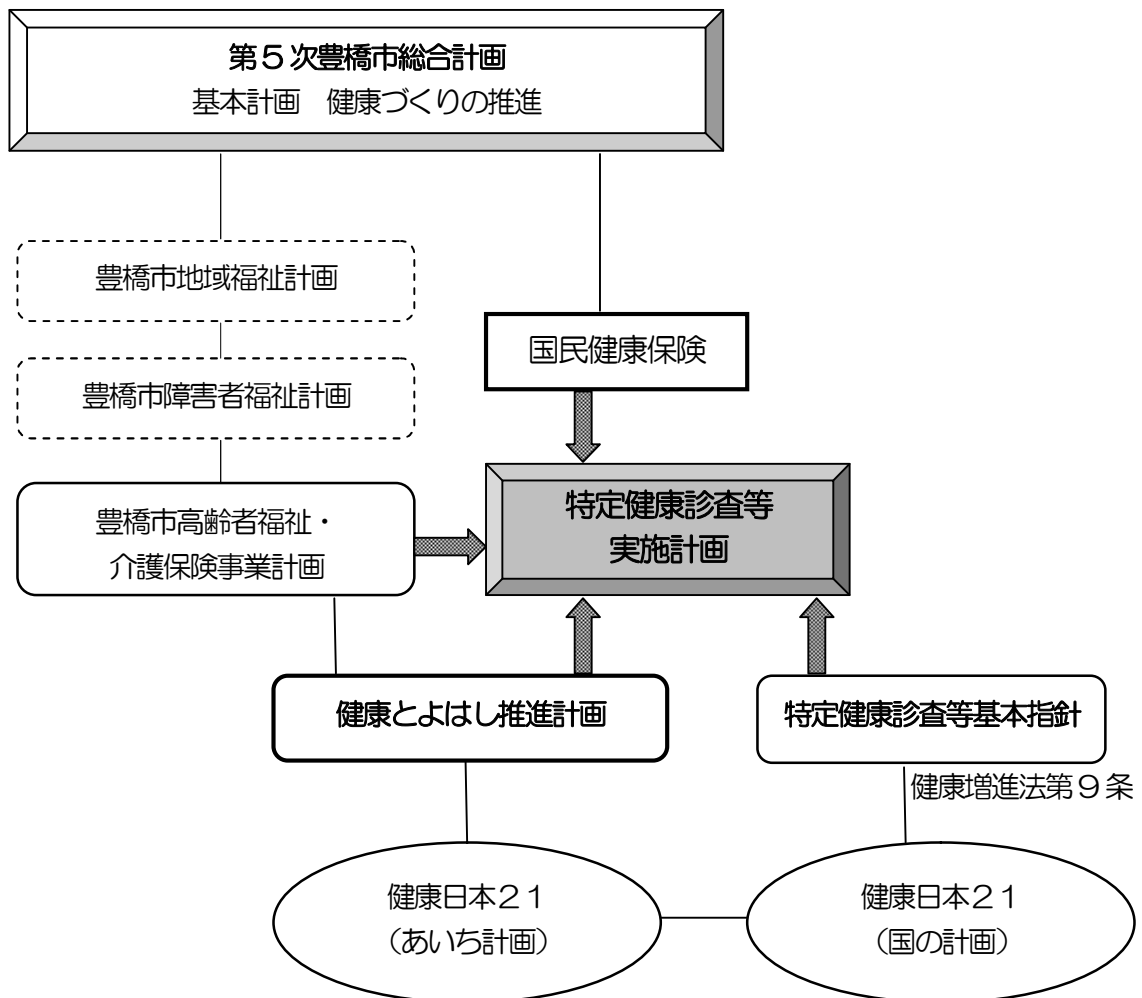 第５次豊橋市総合計画
基本計画　健康づくりの推進
豊橋市地域福祉計画
国民健康保険
豊橋市障害者福祉計画
豊橋市高齢者福祉・
介護保険事業計画
特定健康診査等
実施計画
健康とよはし推進計画
特定健康診査等基本指針
健康増進法第９条
健康日本２１
（あいち計画）
健康日本２１
（国の計画）